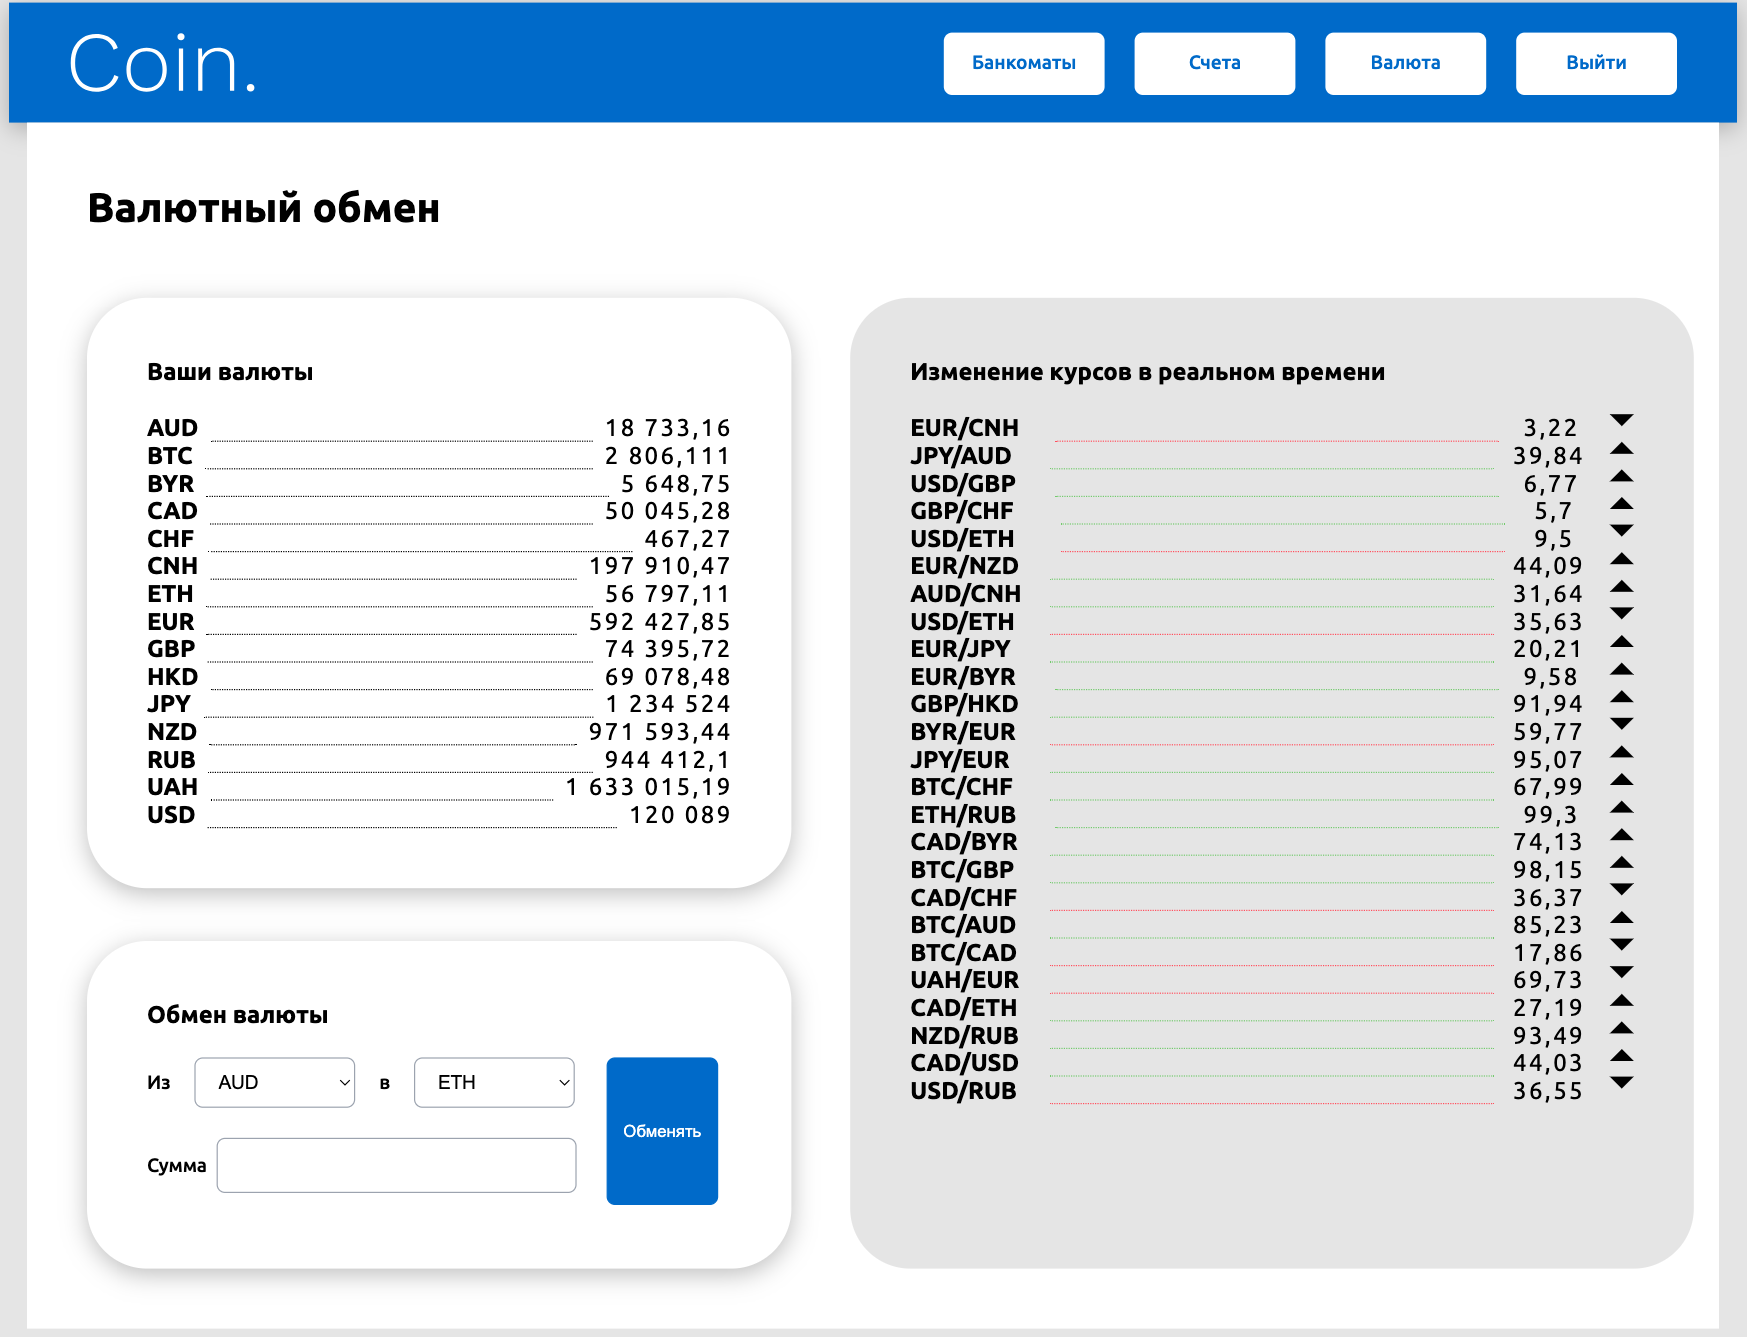 Coin.
Банкоматы
Счета
Валюта
Выйти
Валютный обмен
Ваши валюты
AUD 18 733,16
BTC 2 806,111
BYR 5 648,75
CAD 50 045,28
CHF 467,27
CNH 197 910,47
ETH 56 797,11
EUR 592 427,85
GBP 74 395,72
HKD 69 078,48
JPY 1 234 524
NZD 971 593,44
RUB 944 412,1
UAH 1 633 015,19
USD 120 089
Обмен валюты
Из AUD в ETH
Обменять
Сумма
Изменение курсов в реальном времени
EUR/CNH 3,22
JPY/AUD 39,84
USD/GBP 6,77
GBP/CHF 5,7
USD/ETH 9,5
EUR/NZD 44,09
AUD/CNH 31,64
USD/ETH 35,63
EUR/JPY 20,21
EUR/BYR 9,58
GBP/HKD 91,94
BYR/EUR 59,77
JPY/EUR 95,07
BTC/CHF 67,99
ETH/RUB 99,3
CAD/BYR 74,13
BTC/GBP 98,15
CAD/CHF 36,37
BTC/AUD 85,23
BTC/CAD 17,86
UAH/EUR 69,73
CAD/ETH 27,19
NZD/RUB 93,49
CAD/USD 44,03
USD/RUB 36,55